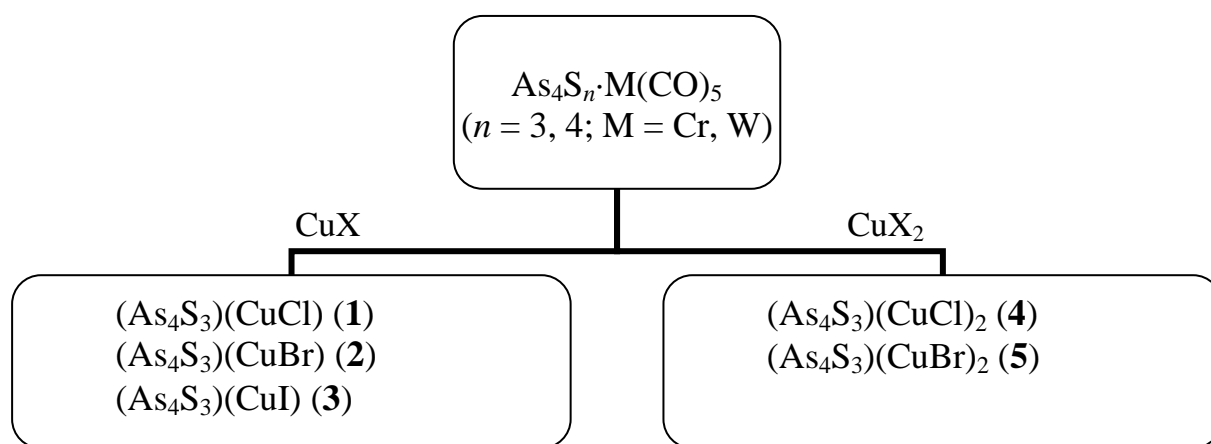 As₄Sₙ·M(CO)₅
(n = 3, 4; M = Cr, W)
CuX
CuX₂
(As₄S₃)(CuCl) (1)
(As₄S₃)(CuBr) (2)
(As₄S₃)(CuI) (3)
(As₄S₃)(CuCl)₂ (4)
(As₄S₃)(CuBr)₂ (5)